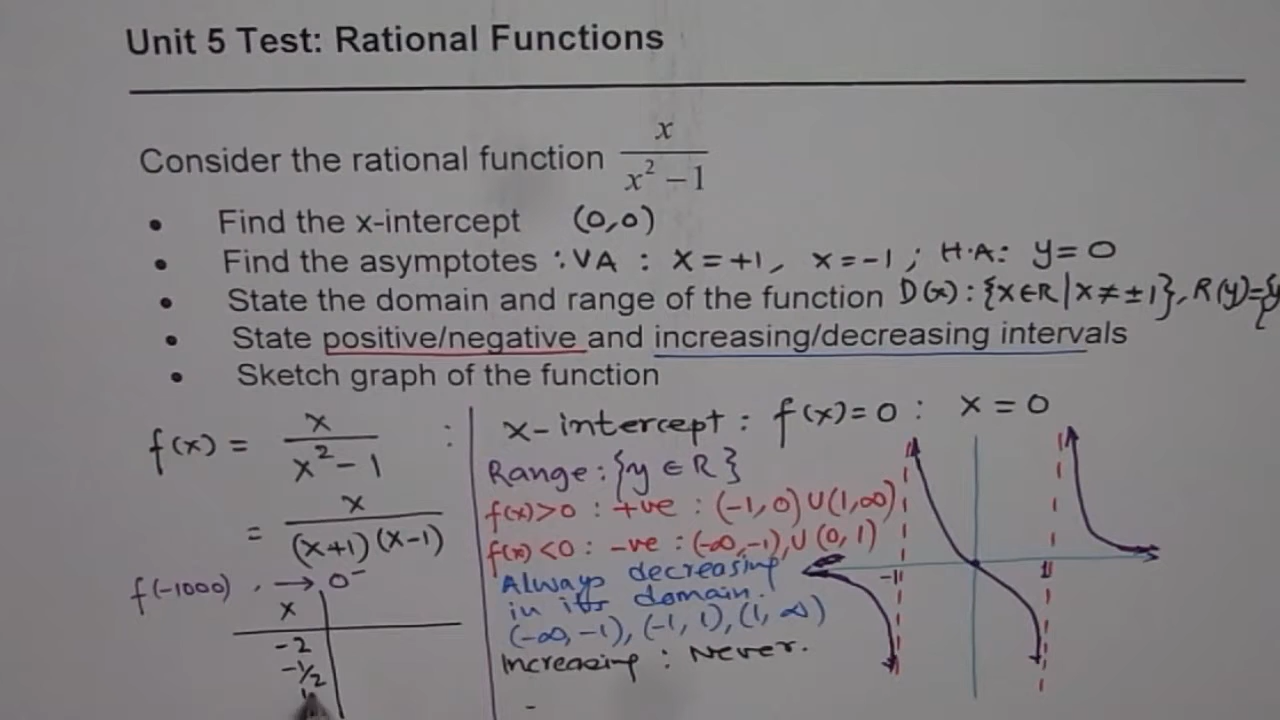 Unit 5 Test: Rational Functions
Consider the rational function x / x² - 1
• Find the x-intercept (0,0)
• Find the asymptotes : VA : x = +1, x = -1 ; H.A: y = 0
• State the domain and range of the function D(x) : {x ∈ R | x ≠ ±1}, R(y) = {y
• State positive/negative and increasing/decreasing intervals
• Sketch graph of the function
f(x) = x / x² - 1 :
= x / (x+1)(x-1)
f(-1000) . → 0⁻
x
-2
-1/2
x-intercept : f(x) = 0 : x = 0
Range : {y ∈ R}
f(x) > 0 : +ve : (-1, 0) U (1, ∞)
f(x) < 0 : -ve : (-∞, -1), U (0, 1)
Always decreasing
in its domain.
(-∞, -1), (-1, 1), (1, ∞)
Increasing : Never.
-1
1